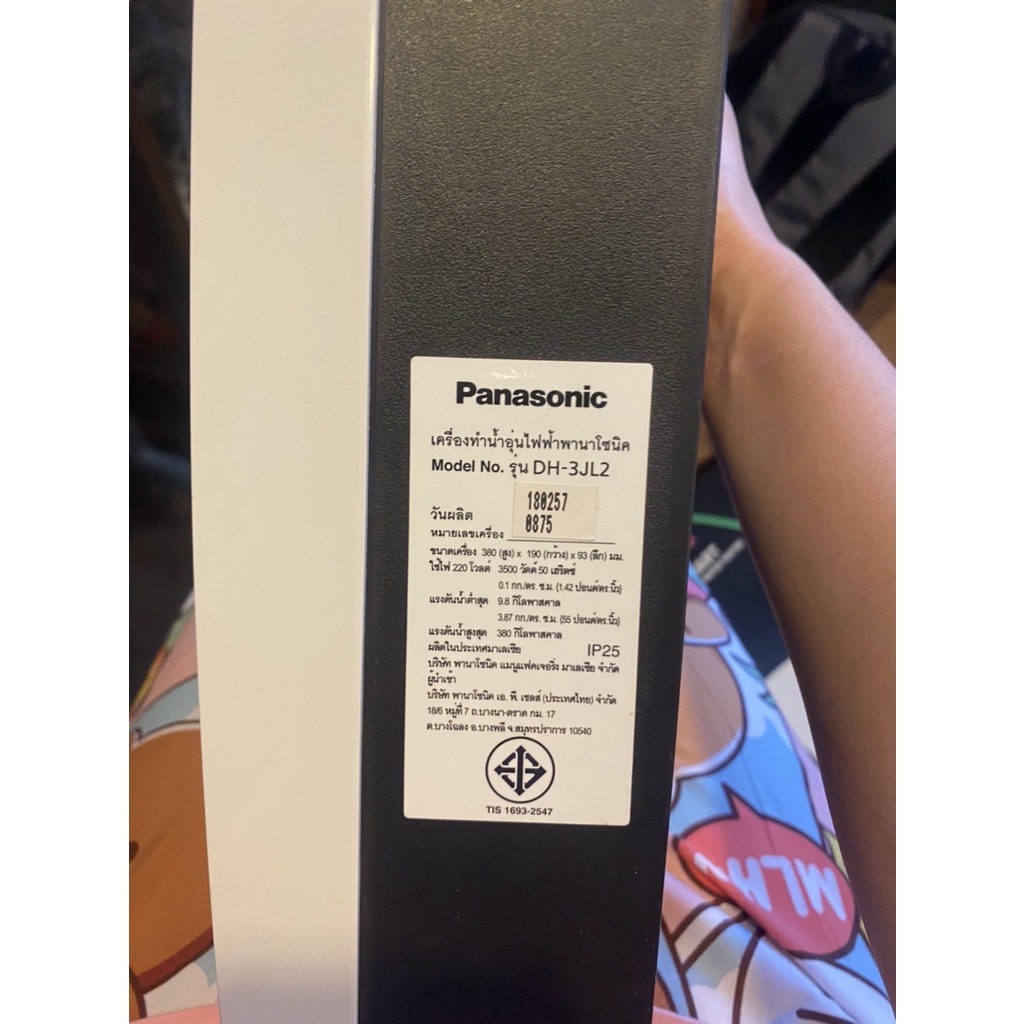 Panasonic
เครื่องทำน้ำอุ่นไฟฟ้าพานาโซนิค
Model No. รุ่น DH-3JL2
วันผลิต 180257
หมายเลขเครื่อง 0875
ขนาดเครื่อง 380 (สูง) x 190 (กว้าง) x 93 (ลึก) มม.
ใช้ไฟ 220 โวลต์ 3500 วัตต์ 50 เฮิรตซ์
0.1 กก./ตร. ซ.ม. {1.42 ปอนด์/ตร.นิ้ว}
แรงดันน้ำต่ำสุด 9.8 กิโลพาสคาล
3.87 กก./ตร. ซ.ม. {55 ปอนด์/ตร.นิ้ว}
แรงดันน้ำสูงสุด 380 กิโลพาสคาล
ผลิตในประเทศมาเลเซีย IP25
บริษัท พานาโซนิค แมนูแฟคเจอริ่ง มาเลเซีย จำกัด
ผู้นำเข้า
บริษัท พานาโซนิค เอ. พี. เซลส์ (ประเทศไทย) จำกัด
18/6 หมู่ที่ 7 ถ.บางนา-ตราด กม. 17
ต.บางโฉลง อ.บางพลี จ.สมุทรปราการ 10540
TIS 1693-2547
MLH